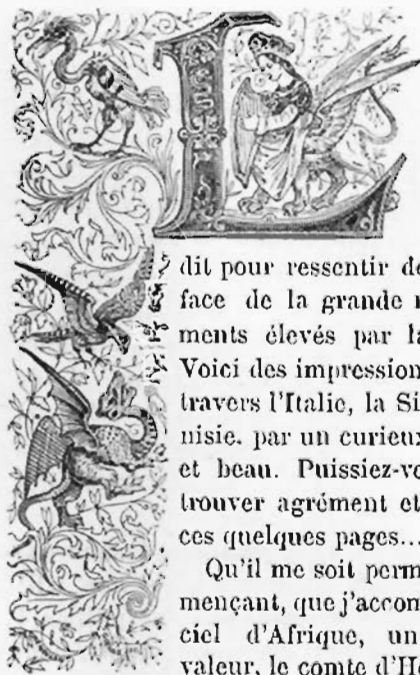 L
dit pour ressentir de
face de la grande
ments élevés par
Voici des impression
travers l'Italie, la
nisie. par un curieux
et beau. Puissiez-vo
trouver agrément et
ces quelques pages...
Qu'il me soit perm
mençant, que j'accom
ciel d'Afrique, un
valeur, le comte